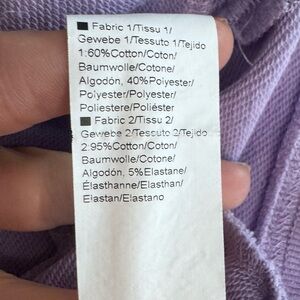 ■ Fabric 1/Tissu 1/
Gewebe 1/Tessuto 1/Tejido
1:60%Cotton/Coton/
Baumwolle/Cotone/
Algodón, 40%Polyester/
Polyester/Polyester/
Poliestere/Poliéster
■ Fabric 2/Tissu 2/
Gewebe 2/Tessuto 2/Tejido
2:95%Cotton/Coton/
Baumwolle/Cotone/
Algodón, 5%Elastane/
Élasthanne/Elasthan/
Elastan/Elastano